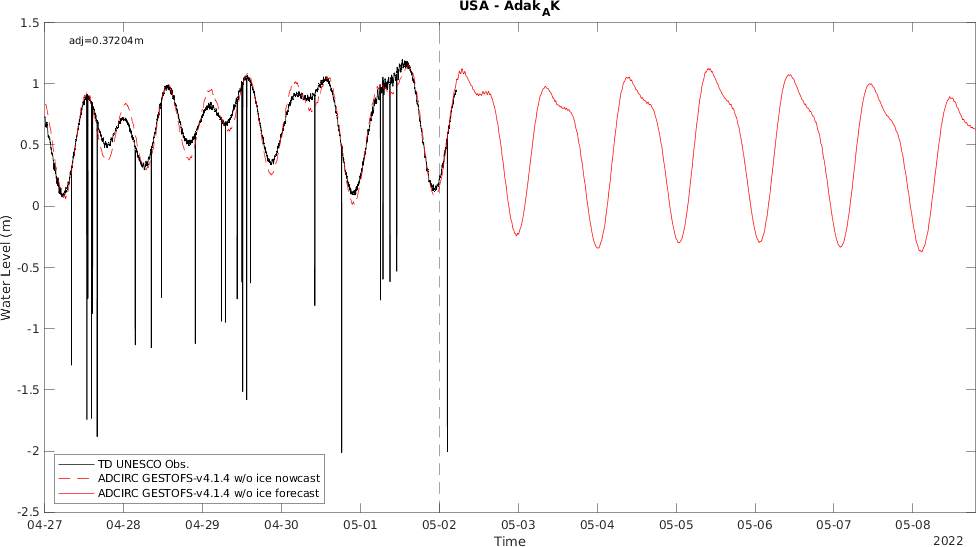 USA - Adak_AK
adj=0.37204m
1.5
1
0.5
0
-0.5
-1
-1.5
-2
-2.5
Water Level (m)
TD UNESCO Obs.
ADCIRC GESTOFS-v4.1.4 w/o ice nowcast
ADCIRC GESTOFS-v4.1.4 w/o ice forecast
04-27 04-28 04-29 04-30 05-01 05-02 05-03 05-04 05-05 05-06 05-07 05-08
Time
2022